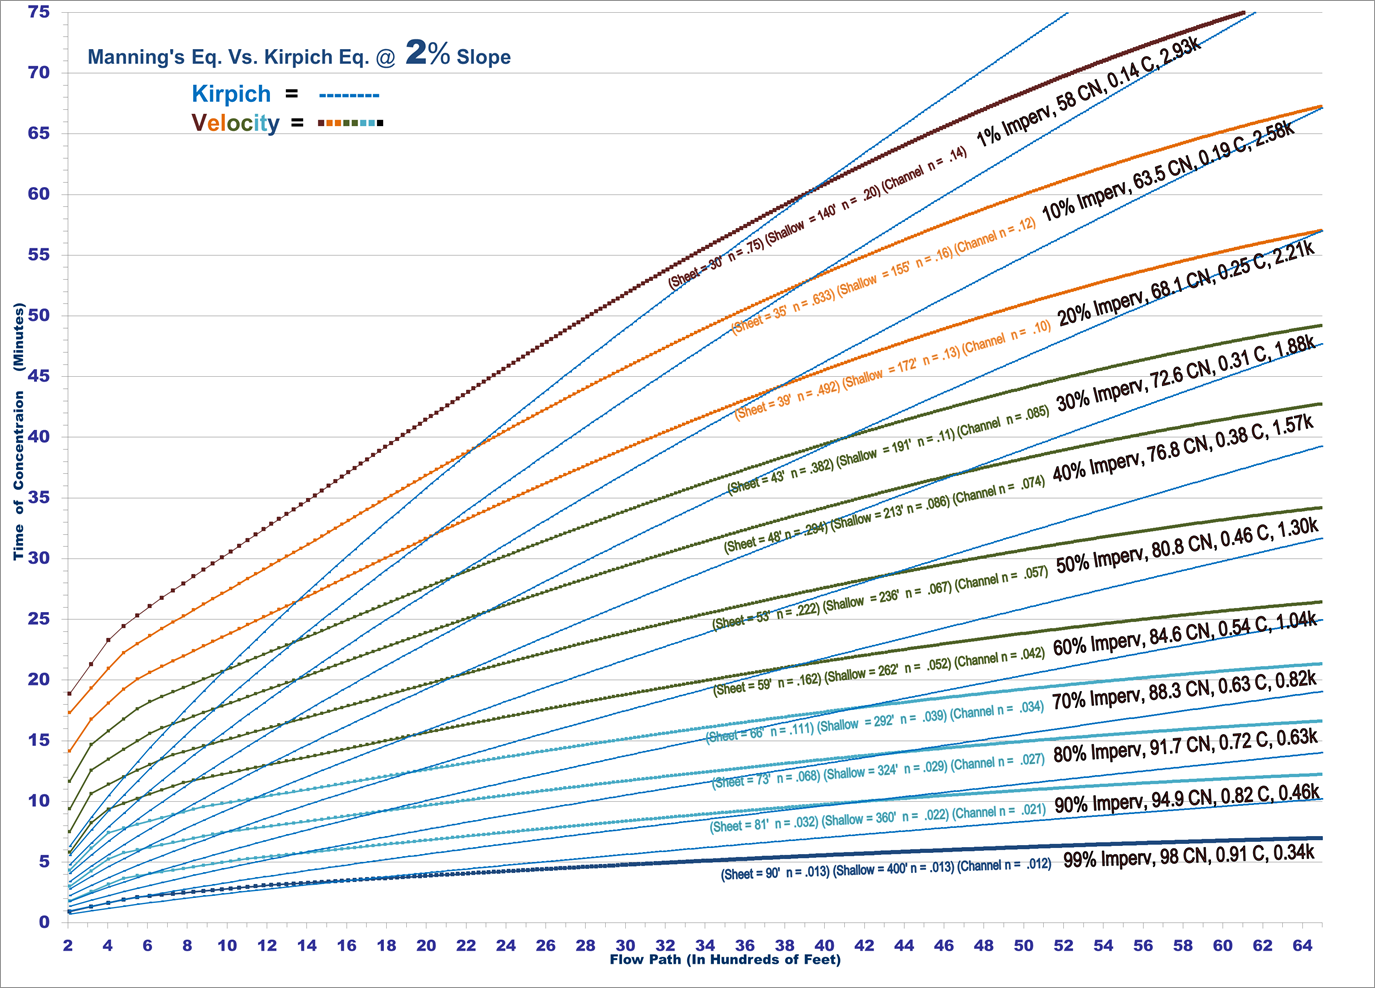 Manning's Eq. Vs. Kirpich Eq. @ 2% Slope
Kirpich = --------
Velocity =
75
70
65
60
55
50
45
40
35
30
25
20
15
10
5
0
Time of Concentraion (Minutes)
(Sheet = 30' n = .75) (Shallow = 140' n = .20) (Channel n = .14) 1% Imperv, 58 CN, 0.14 C, 2.93k
(Sheet = 35' n = .633) (Shallow = 155' n = .16) (Channel n = .12) 10% Imperv, 63.5 CN, 0.19 C, 2.58k
(Sheet = 39' n = .492) (Shallow = 172' n = .13) (Channel n = .10) 20% Imperv, 68.1 CN, 0.25 C, 2.21k
(Sheet = 43' n = .382) (Shallow = 191' n = .11) (Channel n = .085) 30% Imperv, 72.6 CN, 0.31 C, 1.88k
(Sheet = 48' n = .294) (Shallow = 213' n = .086) (Channel n = .074) 40% Imperv, 76.8 CN, 0.38 C, 1.57k
(Sheet = 53' n = .222) (Shallow = 236' n = .067) (Channel n = .057) 50% Imperv, 80.8 CN, 0.46 C, 1.30k
(Sheet = 59' n = .162) (Shallow = 262' n = .052) (Channel n = .042) 60% Imperv, 84.6 CN, 0.54 C, 1.04k
(Sheet = 66' n = .111) (Shallow = 292' n = .039) (Channel n = .034) 70% Imperv, 88.3 CN, 0.63 C, 0.82k
(Sheet = 73' n = .068) (Shallow = 324' n = .029) (Channel n = .027) 80% Imperv, 91.7 CN, 0.72 C, 0.63k
(Sheet = 81' n = .032) (Shallow = 360' n = .022) (Channel n = .021) 90% Imperv, 94.9 CN, 0.82 C, 0.46k
(Sheet = 90' n = .013) (Shallow = 400' n = .013) (Channel n = .012) 99% Imperv, 98 CN, 0.91 C, 0.34k
2 4 6 8 10 12 14 16 18 20 22 24 26 28 30 32 34 36 38 40 42 44 46 48 50 52 54 56 58 60 62 64
Flow Path (In Hundreds of Feet)